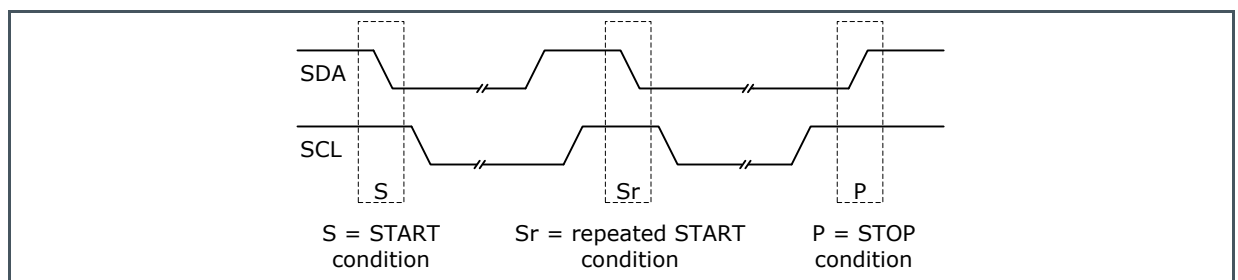 SDA
SCL
S
Sr
P
S = START
condition
Sr = repeated START
condition
P = STOP
condition